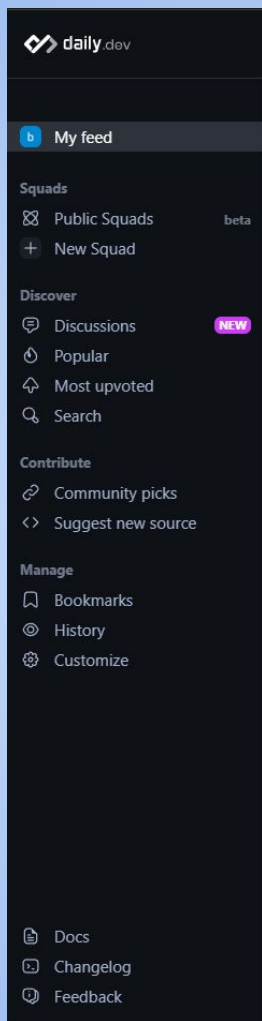 daily.dev
b My feed
Squads
Public Squads beta
New Squad
Discover
Discussions NEW
Popular
Most upvoted
Search
Contribute
Community picks
Suggest new source
Manage
Bookmarks
History
Customize
Docs
Changelog
Feedback